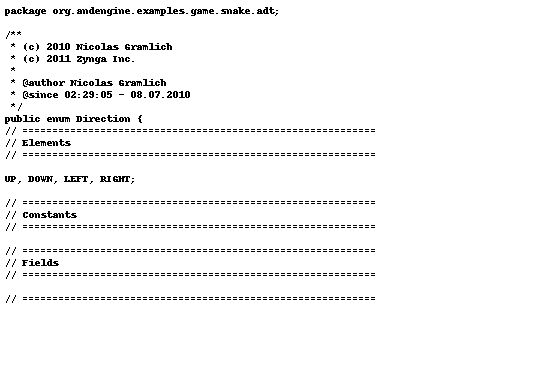 package org.andengine.examples.game.snake.adt;

/**
 * (c) 2010 Nicolas Gramlich
 * (c) 2011 Zynga Inc.
 *
 * @author Nicolas Gramlich
 * @since 02:29:05 - 08.07.2010
 */
public enum Direction {
// ===========================================================
// Elements
// ===========================================================

UP, DOWN, LEFT, RIGHT;

// ===========================================================
// Constants
// ===========================================================

// ===========================================================
// Fields
// ===========================================================

// ===========================================================